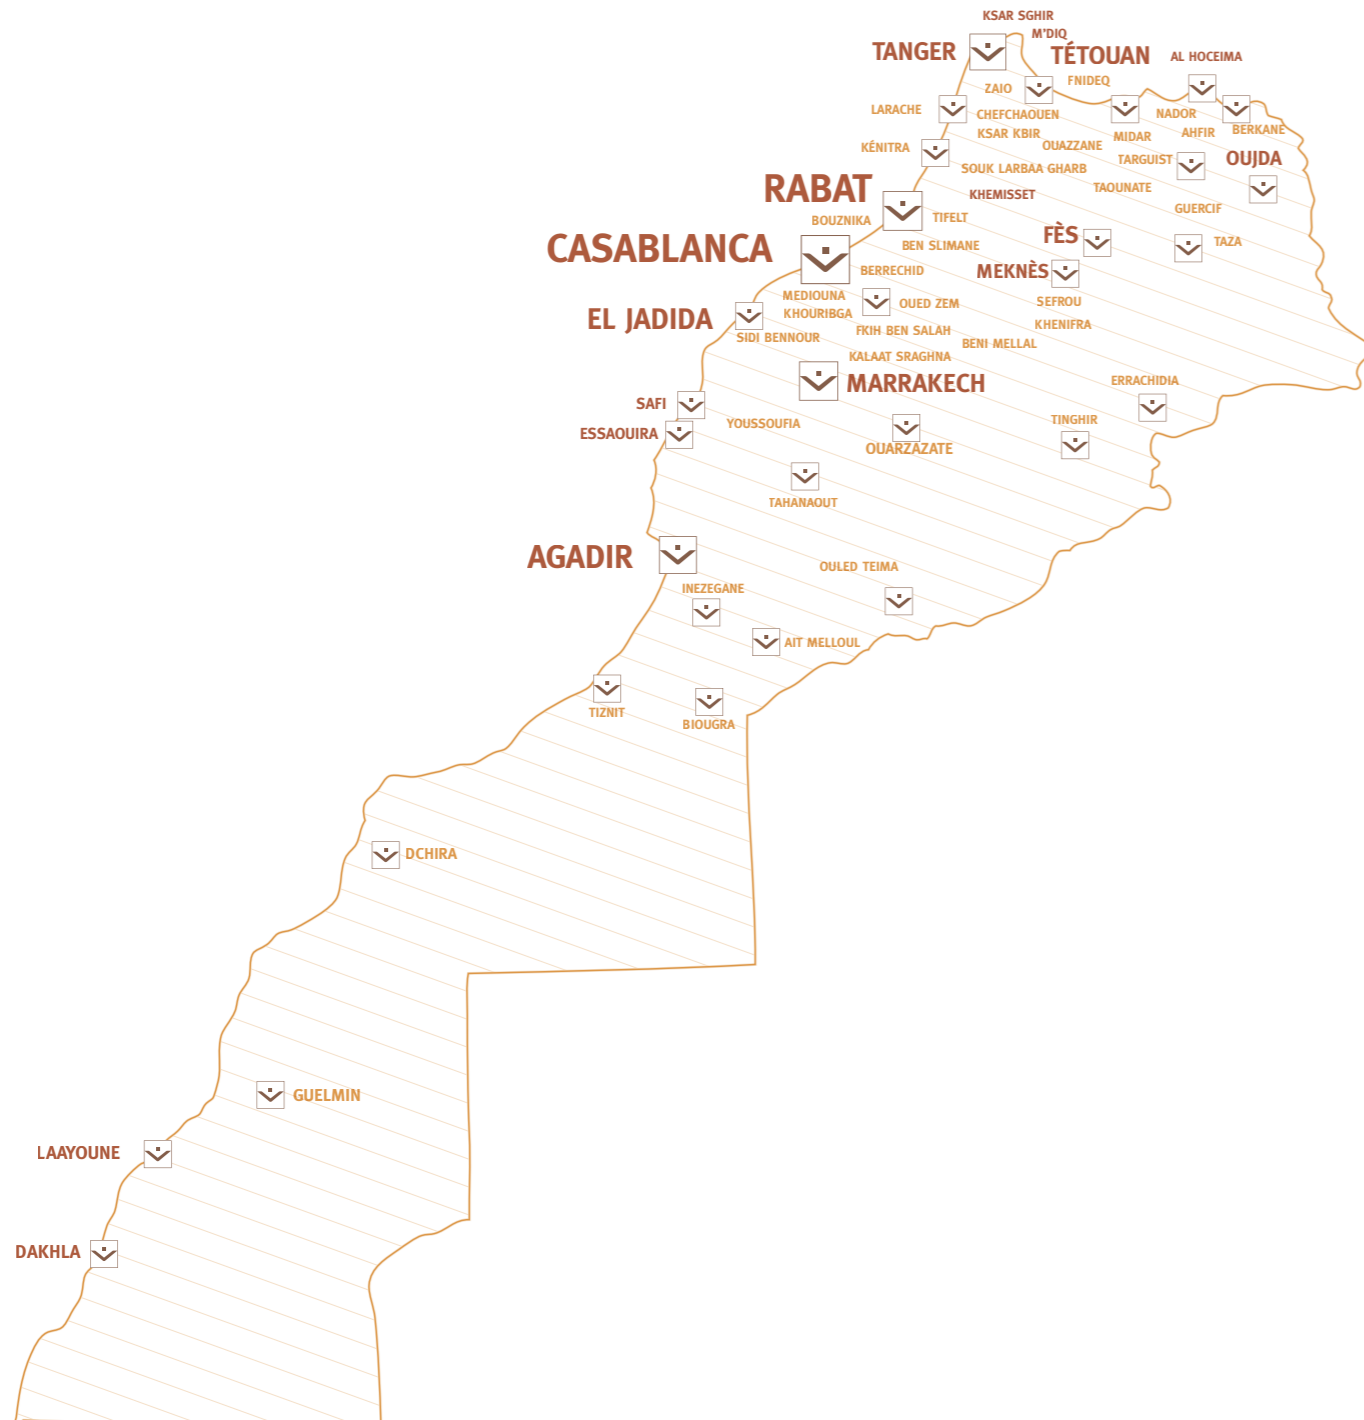 KSAR SGHIR
M'DIQ
TANGER
TÉTOUAN
AL HOCEIMA
FNIDEQ
ZAIO
LARACHE
CHEFCHAOUEN
NADOR
BERKANE
KSAR KBIR
AHFIR
MIDAR
OUAZZANE
KÉNITRA
TARGUIST
OUJDA
SOUK LARBAA GHARB
TAOUNATE
RABAT
KHEMISSET
GUERCIF
BOUZNIKA
TIFELT
FÈS
TAZA
BEN SLIMANE
CASABLANCA
BERRECHID
MEKNÈS
MEDIOUNA
OUED ZEM
SEFROU
KHOURIBGA
EL JADIDA
KHENIFRA
FKIH BEN SALAH
SIDI BENNOUR
BENI MELLAL
KALAAT SRAGHNA
MARRAKECH
ERRACHIDIA
SAFI
TINGHIR
YOUSSOUFIA
ESSAOUIRA
OUARZAZATE
TAHANAOUT
AGADIR
OULED TEIMA
INEZEGANE
AIT MELLOUL
TIZNIT
BIOUGRA
DCHIRA
GUELMIN
LAAYOUNE
DAKHLA